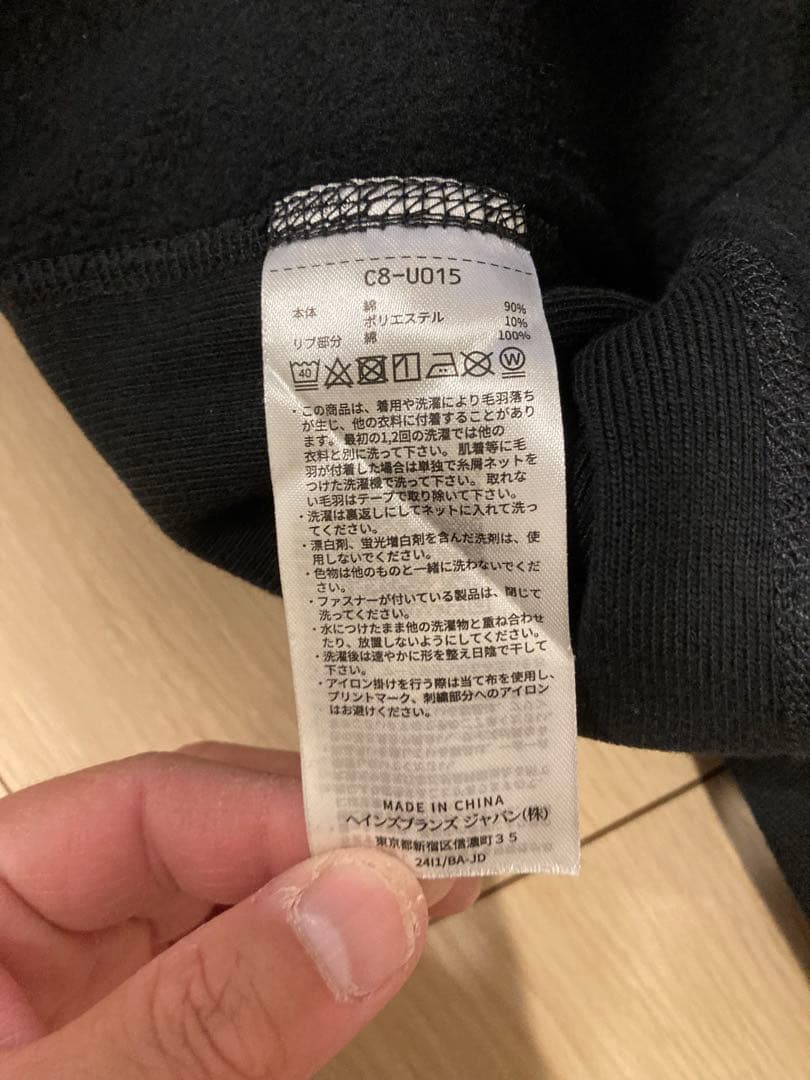 C8-U015
本体 綿 90%
ポリエステル 10%
リブ部分 綿 100%
40 W
・この商品は、着用や洗濯により毛羽落ち
が生じ、他の衣料に付着することがあり
ます。最初の1,2回の洗濯では他の
衣料と別に洗って下さい。肌着等に毛
羽が付着した場合は単独で糸屑ネットを
つけた洗濯機で洗って下さい。取れな
い毛羽はテープで取り除いて下さい。
・洗濯は裏返しにしてネットに入れて洗っ
てください。
・漂白剤、蛍光増白剤を含んだ洗剤は、使
用しないでください。
・色物は他のものと一緒に洗わないでくだ
さい。
・ファスナーが付いている製品は、閉じて
洗ってください。
・水につけたまま他の洗濯物と重ね合わせ
たり、放置しないようにしてください。
・洗濯後は速やかに形を整え日陰で干して
下さい。
・アイロン掛けを行う際は当て布を使用し、
プリントマーク、刺繍部分へのアイロン
はお避けください。
MADE IN CHINA
ヘインズブランズ ジャパン(株)
東京都新宿区信濃町３５
24I1/BA-JD